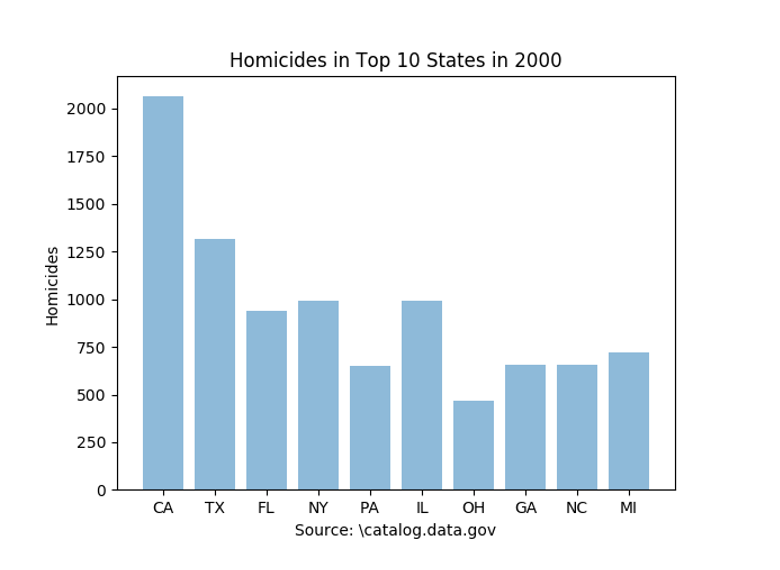 Homicides in Top 10 States in 2000
2000
1750
1500
1250
1000
750
500
250
0
Homicides
CA TX FL NY PA IL OH GA NC MI
Source: \catalog.data.gov